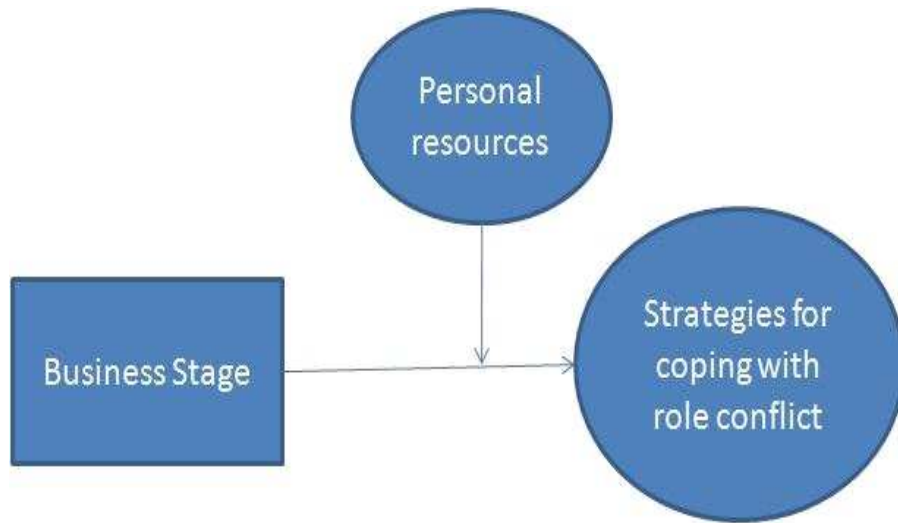 Personal
resources
Business Stage
Strategies for
coping with
role conflict